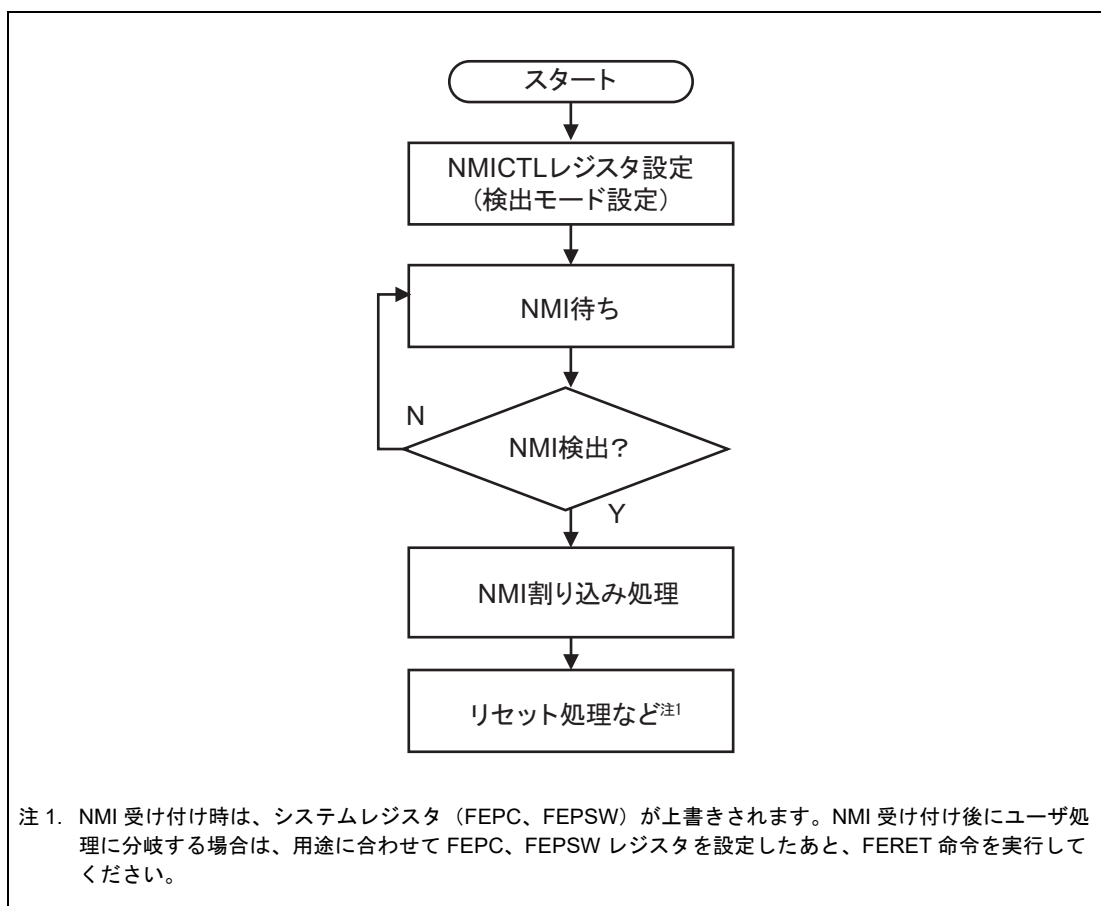 スタート
NMICTLレジスタ設定
（検出モード設定）
NMI待ち
N
NMI検出？
Y
NMI割り込み処理
リセット処理など注1
注 1. NMI 受け付け時は、システムレジスタ（FEPC、FEPSW）が上書きされます。NMI 受け付け後にユーザ処
理に分岐する場合は、用途に合わせて FEPC、FEPSW レジスタを設定したあと、FERET 命令を実行して
ください。